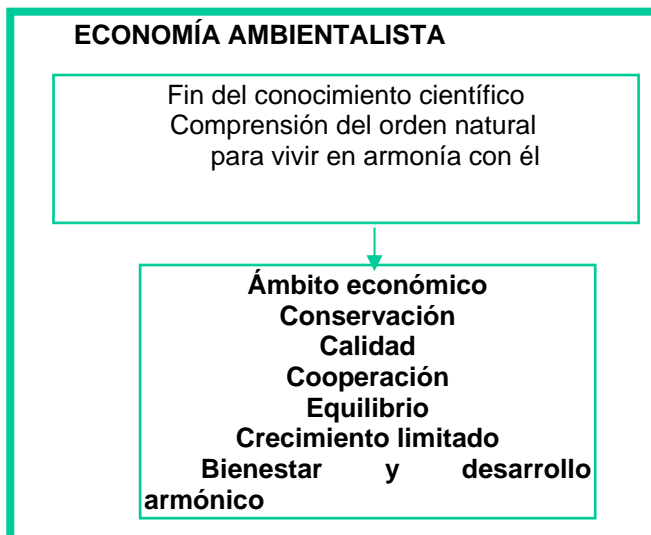 ECONOMÍA AMBIENTALISTA
Fin del conocimiento científico
Comprensión del orden natural
para vivir en armonía con él
Ámbito económico
Conservación
Calidad
Cooperación
Equilibrio
Crecimiento limitado
Bienestar y desarrollo
armónico